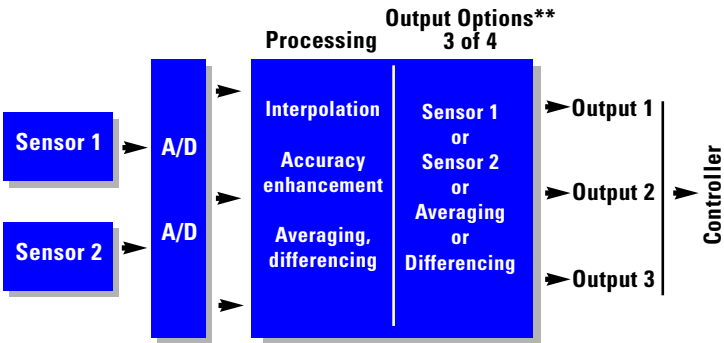 Output Options**
Processing
3 of 4
Sensor 1
Sensor 2
A/D
A/D
Interpolation
Accuracy
enhancement
Averaging,
differencing
Sensor 1
or
Sensor 2
or
Averaging
or
Differencing
Output 1
Output 2
Output 3
Controller